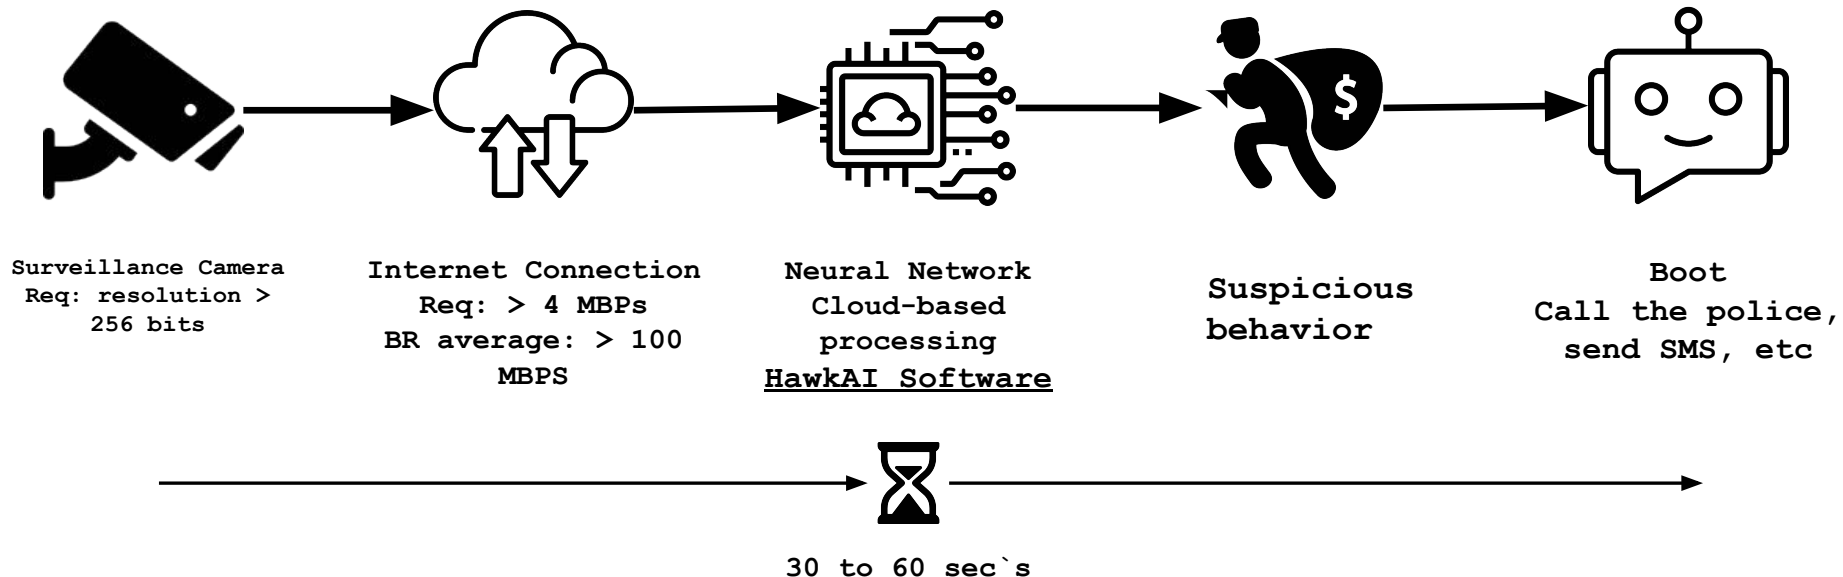 $
Surveillance Camera
Req: resolution >
256 bits
Internet Connection
Req: > 4 MBPs
BR average: > 100
MBPS
Neural Network
Cloud-based
processing
HawkAI Software
Suspicious
behavior
Boot
Call the police,
send SMS, etc
30 to 60 sec`s